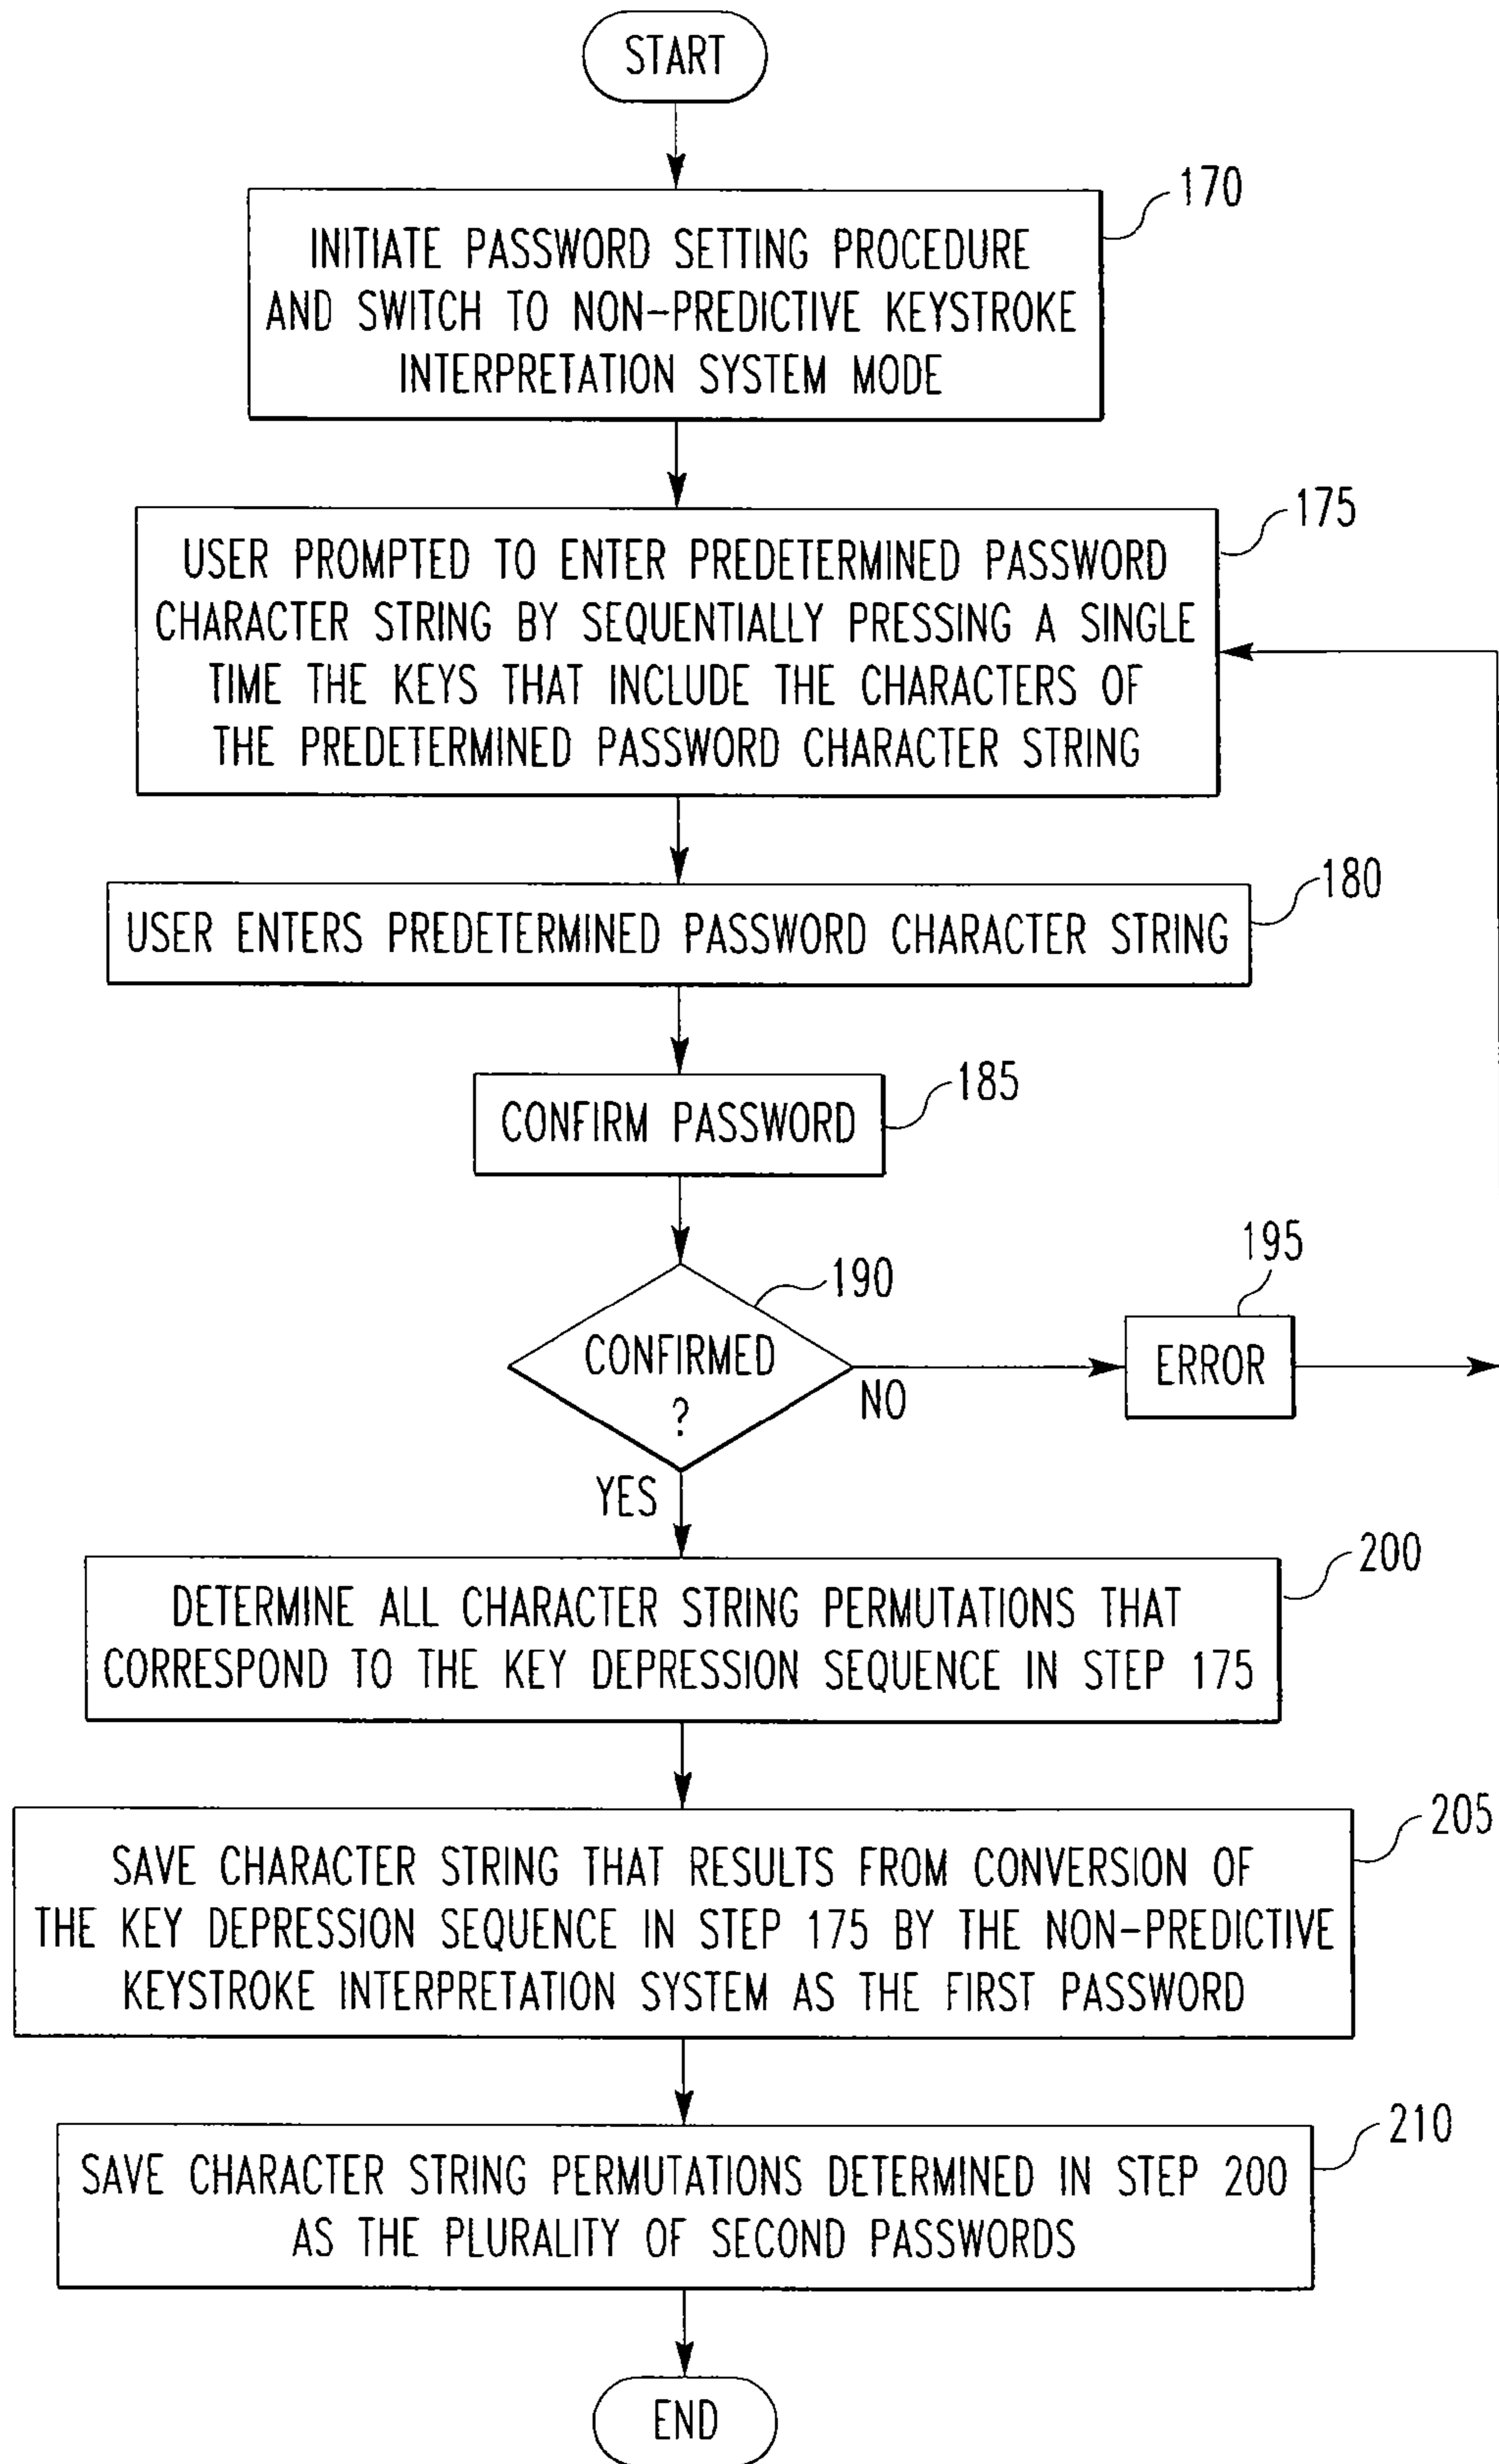 START
170
INITIATE PASSWORD SETTING PROCEDURE
AND SWITCH TO NON-PREDICTIVE KEYSTROKE
INTERPRETATION SYSTEM MODE
175
USER PROMPTED TO ENTER PREDETERMINED PASSWORD
CHARACTER STRING BY SEQUENTIALLY PRESSING A SINGLE
TIME THE KEYS THAT INCLUDE THE CHARACTERS OF
THE PREDETERMINED PASSWORD CHARACTER STRING
180
USER ENTERS PREDETERMINED PASSWORD CHARACTER STRING
185
CONFIRM PASSWORD
190
CONFIRMED
?
NO
195
ERROR
YES
200
DETERMINE ALL CHARACTER STRING PERMUTATIONS THAT
CORRESPOND TO THE KEY DEPRESSION SEQUENCE IN STEP 175
205
SAVE CHARACTER STRING THAT RESULTS FROM CONVERSION OF
THE KEY DEPRESSION SEQUENCE IN STEP 175 BY THE NON-PREDICTIVE
KEYSTROKE INTERPRETATION SYSTEM AS THE FIRST PASSWORD
210
SAVE CHARACTER STRING PERMUTATIONS DETERMINED IN STEP 200
AS THE PLURALITY OF SECOND PASSWORDS
END